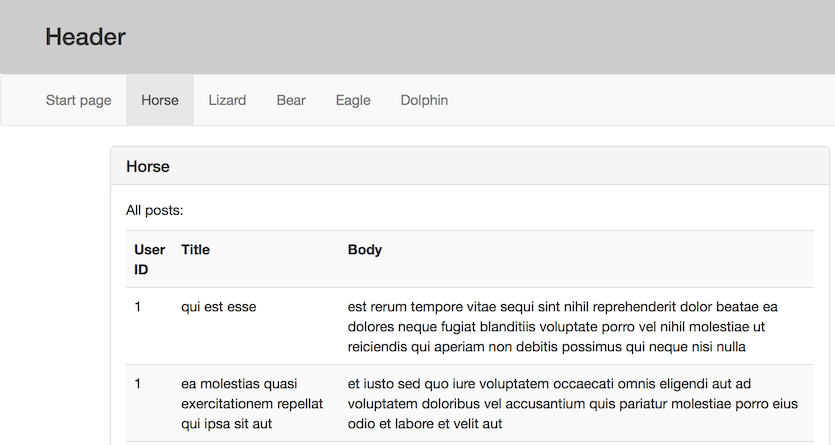 Header
Start page Horse Lizard Bear Eagle Dolphin
Horse
All posts:
User ID Title Body
1 qui est esse est rerum tempore vitae sequi sint nihil reprehenderit dolor beatae ea
dolores neque fugiat blanditiis voluptate porro vel nihil molestiae ut
reiciendis qui aperiam non debitis possimus qui neque nisi nulla
1 ea molestias quasi et iusto sed quo iure voluptatem occaecati omnis eligendi aut ad
exercitationem repellat voluptatem doloribus vel accusantium quis pariatur molestiae porro eius
qui ipsa sit aut odio et labore et velit aut